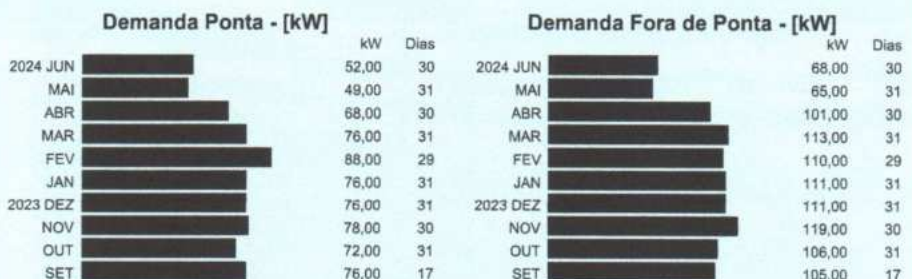 Demanda Ponta - [kW]
kW Dias
2024 JUN 52,00 30
MAI 49,00 31
ABR 68,00 30
MAR 76,00 31
FEV 88,00 29
JAN 76,00 31
2023 DEZ 76,00 31
NOV 78,00 30
OUT 72,00 31
SET 76,00 17
Demanda Fora de Ponta - [kW]
kW Dias
2024 JUN 68,00 30
MAI 65,00 31
ABR 101,00 30
MAR 113,00 31
FEV 110,00 29
JAN 111,00 31
2023 DEZ 111,00 31
NOV 119,00 30
OUT 106,00 31
SET 105,00 17